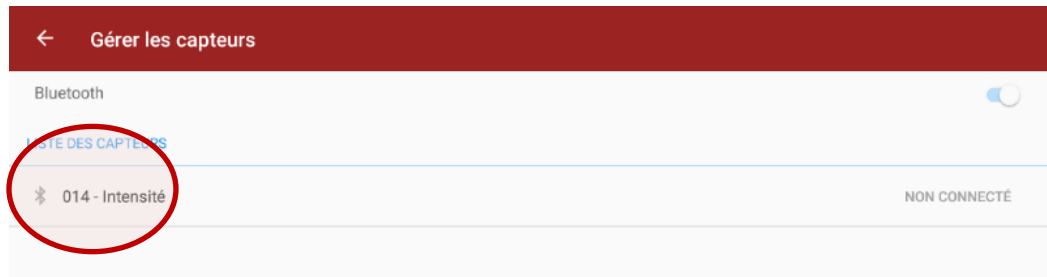 Gérer les capteurs
Bluetooth
LISTE DES CAPTEURS
014 - Intensité NON CONNECTÉ